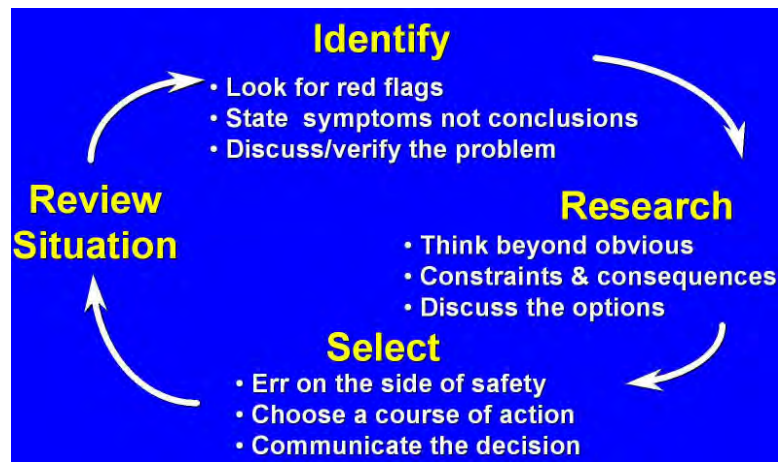 Identify
• Look for red flags
• State symptoms not conclusions
• Discuss/verify the problem
Research
• Think beyond obvious
• Constraints & consequences
• Discuss the options
Select
• Err on the side of safety
• Choose a course of action
• Communicate the decision
Review
Situation